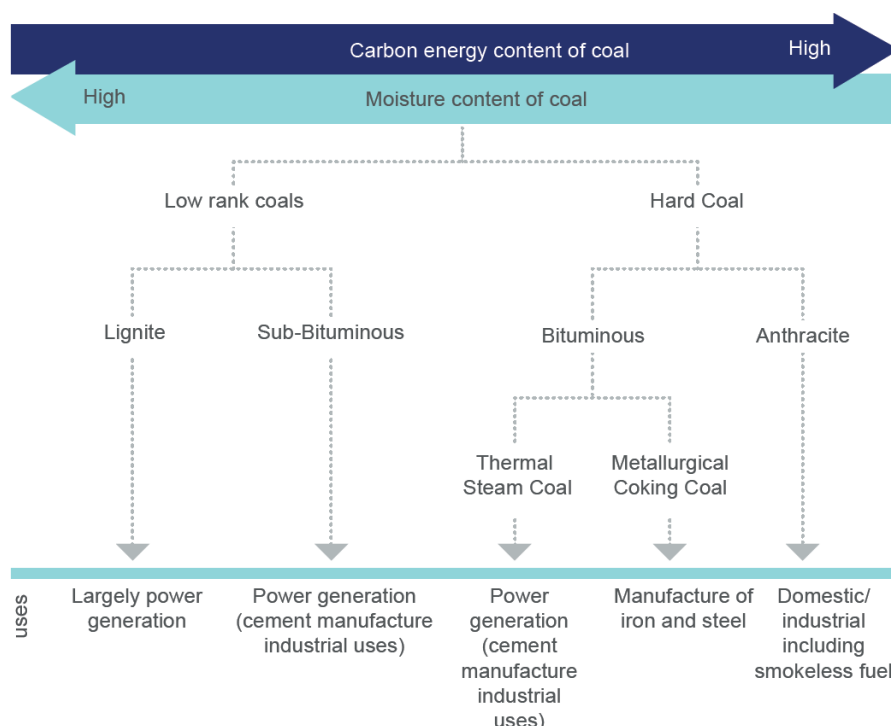 Carbon energy content of coal
High
High
Moisture content of coal
Low rank coals
Hard Coal
Lignite
Sub-Bituminous
Bituminous
Anthracite
Thermal
Steam Coal
Metallurgical
Coking Coal
uses
Largely power
generation
Power generation
(cement manufacture
industrial uses)
Power
generation
(cement
manufacture
industrial
uses)
Manufacture of
iron and steel
Domestic/
industrial
including
smokeless fuel